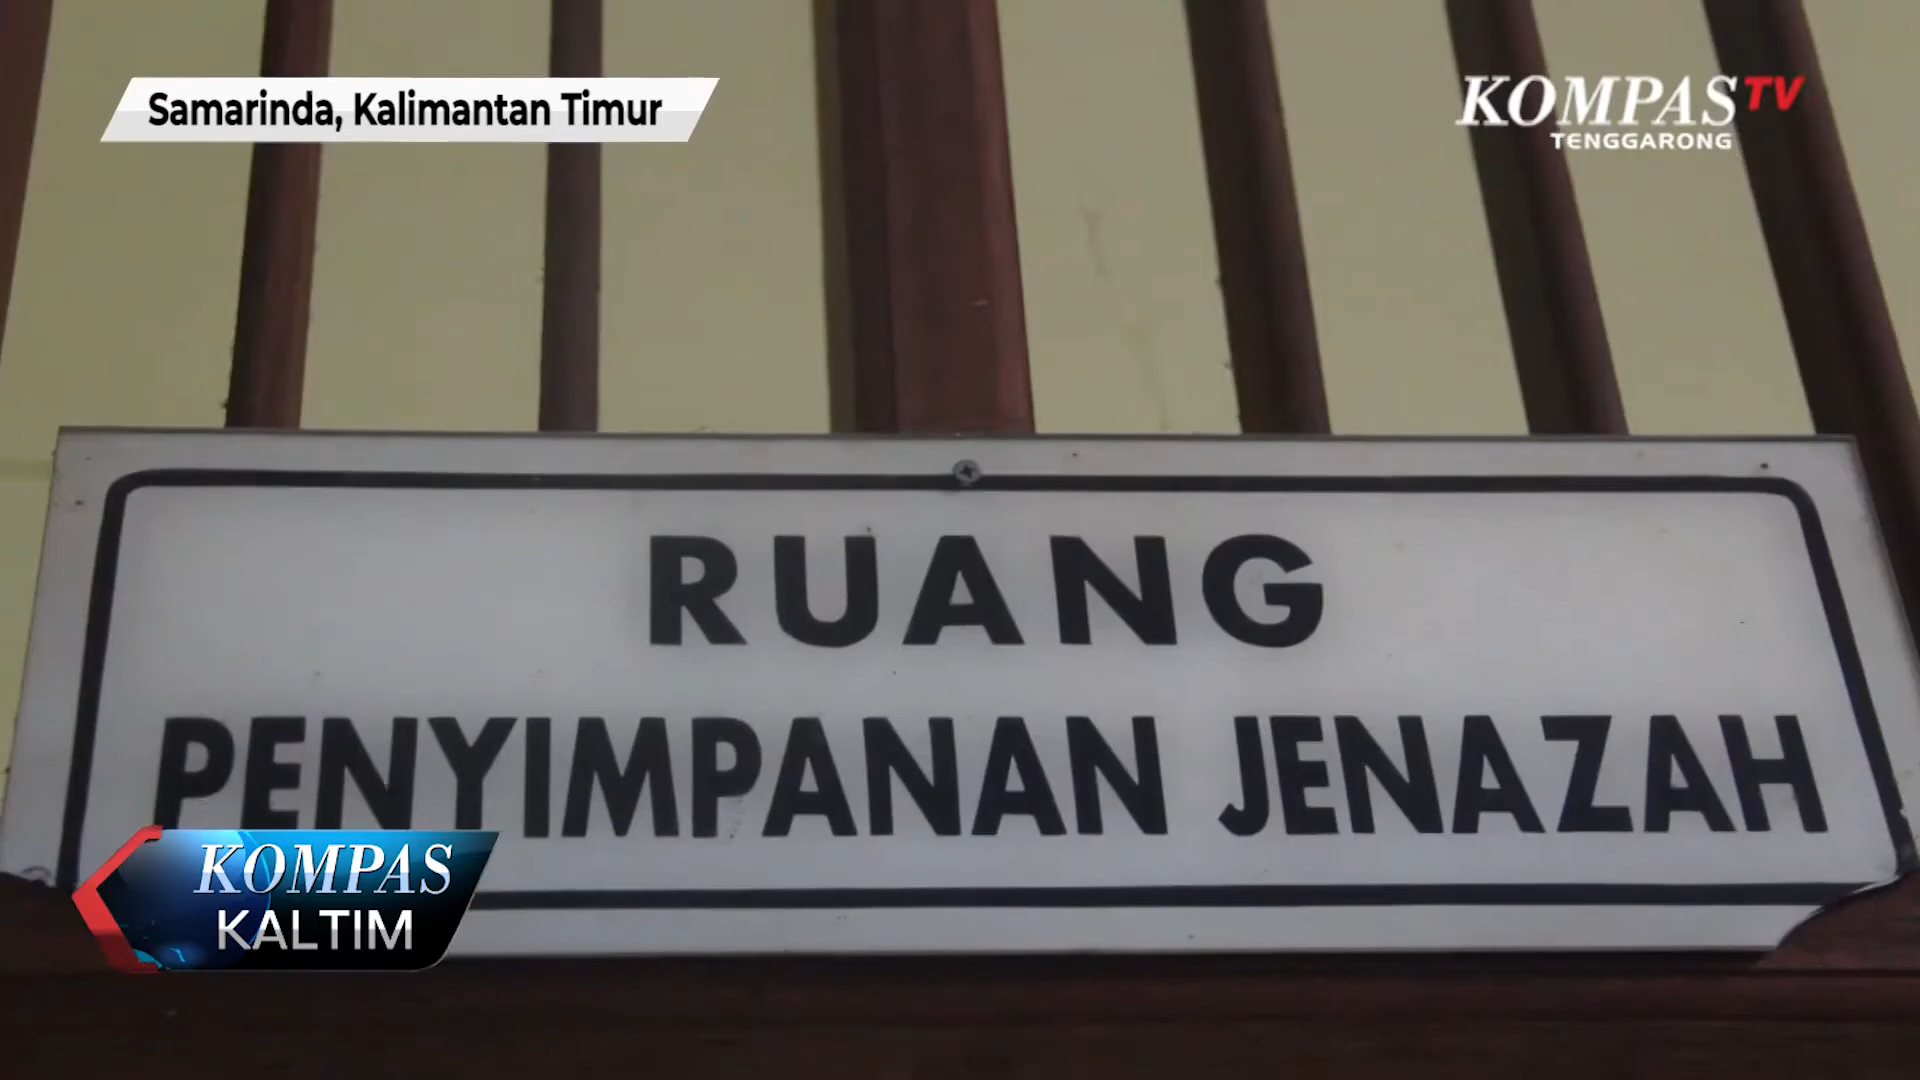 Samarinda, Kalimantan Timur
KOMPAS TV
TENGGARONG
RUANG
PENYIMPANAN JENAZAH
KOMPAS
KALTIM